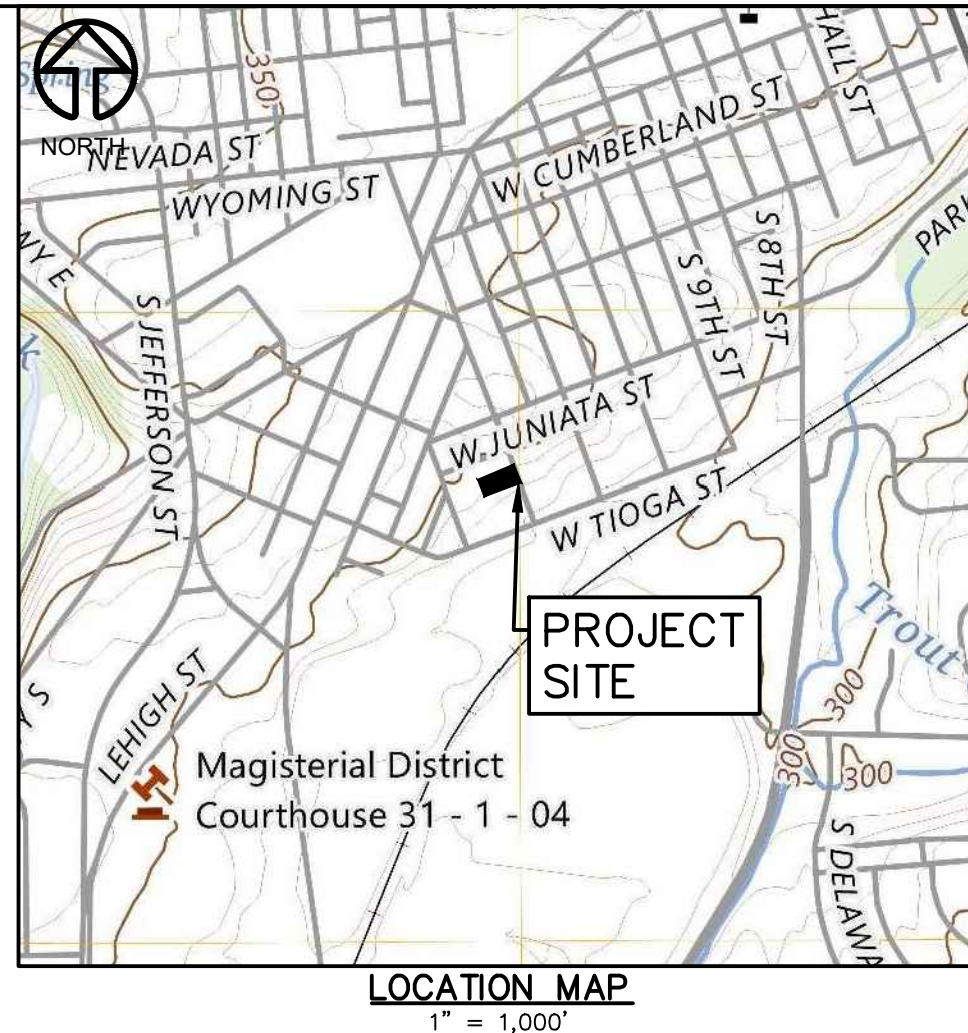 HALL ST
Spring
350
NORTH
NEVADA ST
W CUMBERLAND ST
WYOMING ST
PARK
NY E
S 8TH ST
S 9TH ST
S JEFFERSON ST
k
W JUNIATA ST
W TIOGA ST
PROJECT
SITE
Trout
300
Y S
LEHIGH ST
300
300
Magisterial District
Courthouse 31 - 1 - 04
S DELAWA
LOCATION MAP
1" = 1,000'